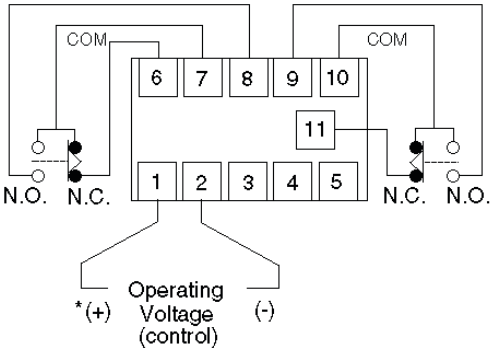 COM
COM
6 7 8 9 10
11
N.O. N.C.
1 2 3 4 5
N.C. N.O.
*(+)
Operating
Voltage
(control)
(-)